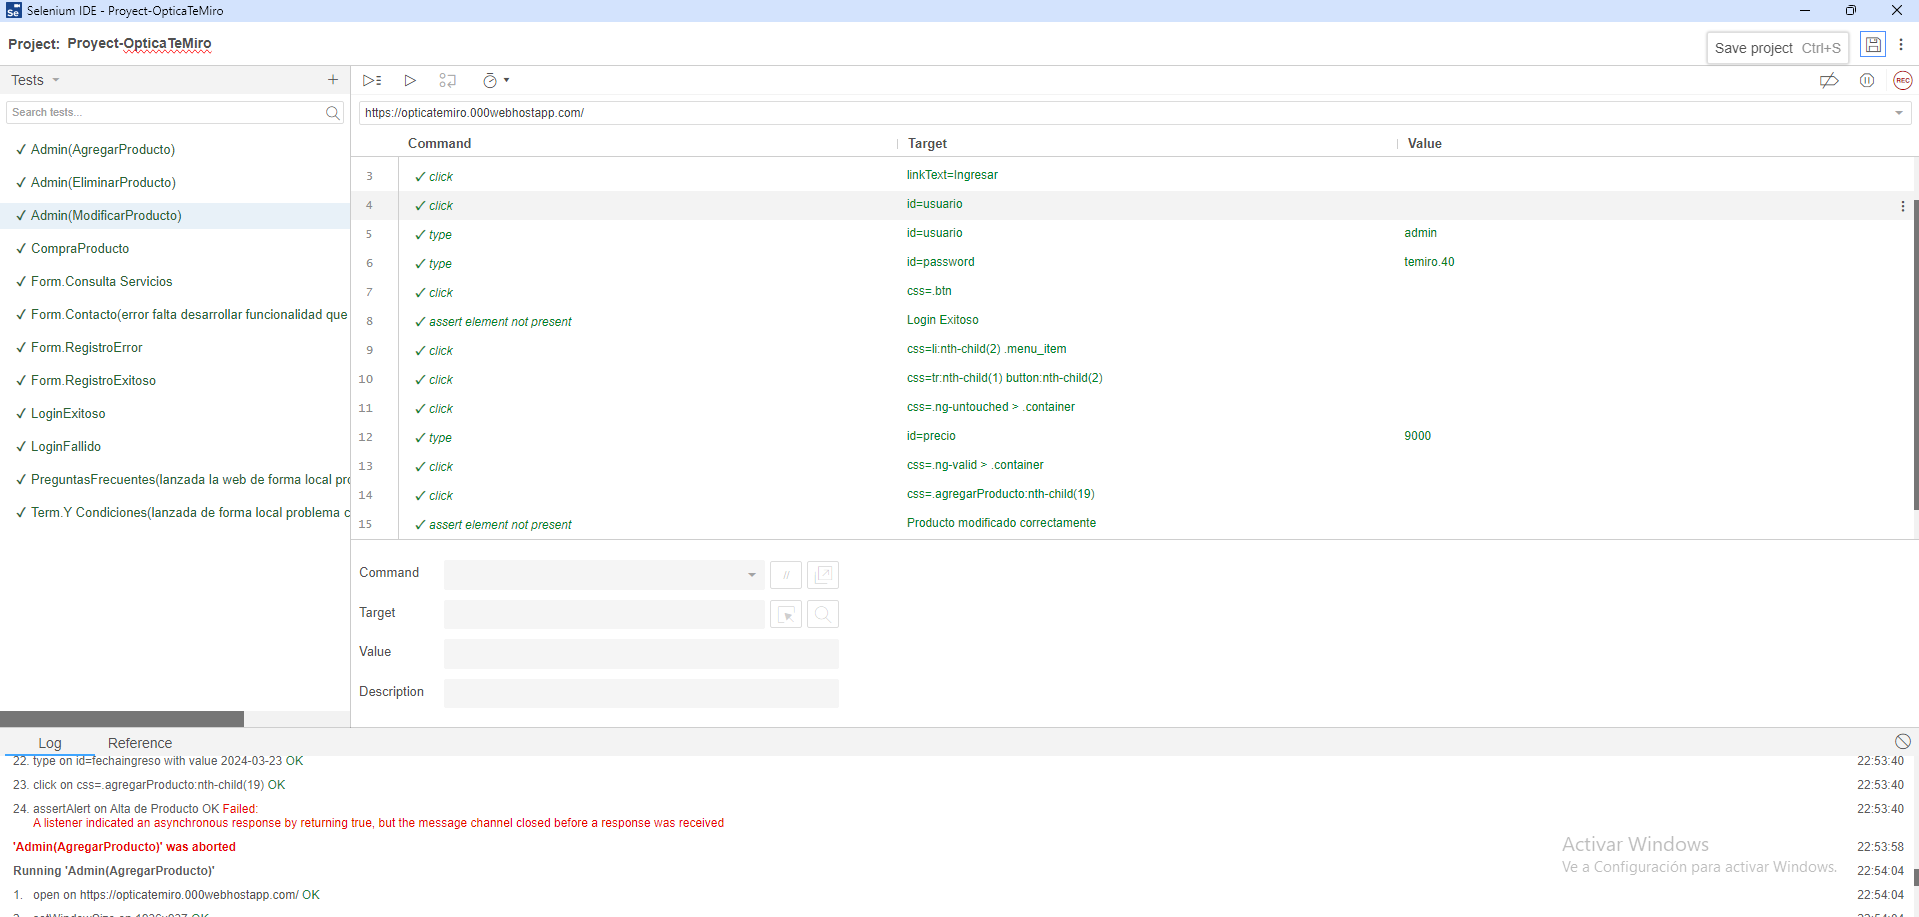 Selenium IDE - Proyect-OpticaTeMiro
Project: Proyect-OpticaTeMiro
Save project Ctrl+S
Tests
REC
Search tests...
https://opticatemiro.000webhostapp.com/
Command Target Value
Admin(AgregarProducto)
Admin(EliminarProducto)
Admin(ModificarProducto)
CompraProducto
Form.Consulta Servicios
Form.Contacto(error falta desarrollar funcionalidad que
Form.RegistroError
Form.RegistroExitoso
LoginExitoso
LoginFallido
PreguntasFrecuentes(lanzada la web de forma local pro
Term.Y Condiciones(lanzada de forma local problema c
3 click linkText=Ingresar
4 click id=usuario
5 type id=usuario admin
6 type id=password temiro.40
7 click css=.btn
8 assert element not present Login Exitoso
9 click css=li:nth-child(2) .menu_item
10 click css=tr:nth-child(1) button:nth-child(2)
11 click css=.ng-untouched > .container
12 type id=precio 9000
13 click css=.ng-valid > .container
14 click css=.agregarProducto:nth-child(19)
15 assert element not present Producto modificado correctamente
Command //
Target
Value
Description
Log Reference
22. type on id=fechaingreso with value 2024-03-23 OK 22:53:40
23. click on css=.agregarProducto:nth-child(19) OK 22:53:40
24. assertAlert on Alta de Producto OK Failed: 22:53:40
A listener indicated an asynchronous response by returning true, but the message channel closed before a response was received
'Admin(AgregarProducto)' was aborted 22:53:58
Running 'Admin(AgregarProducto)' 22:54:04
1. open on https://opticatemiro.000webhostapp.com/ OK 22:54:04
Activar Windows
Ve a Configuración para activar Windows.